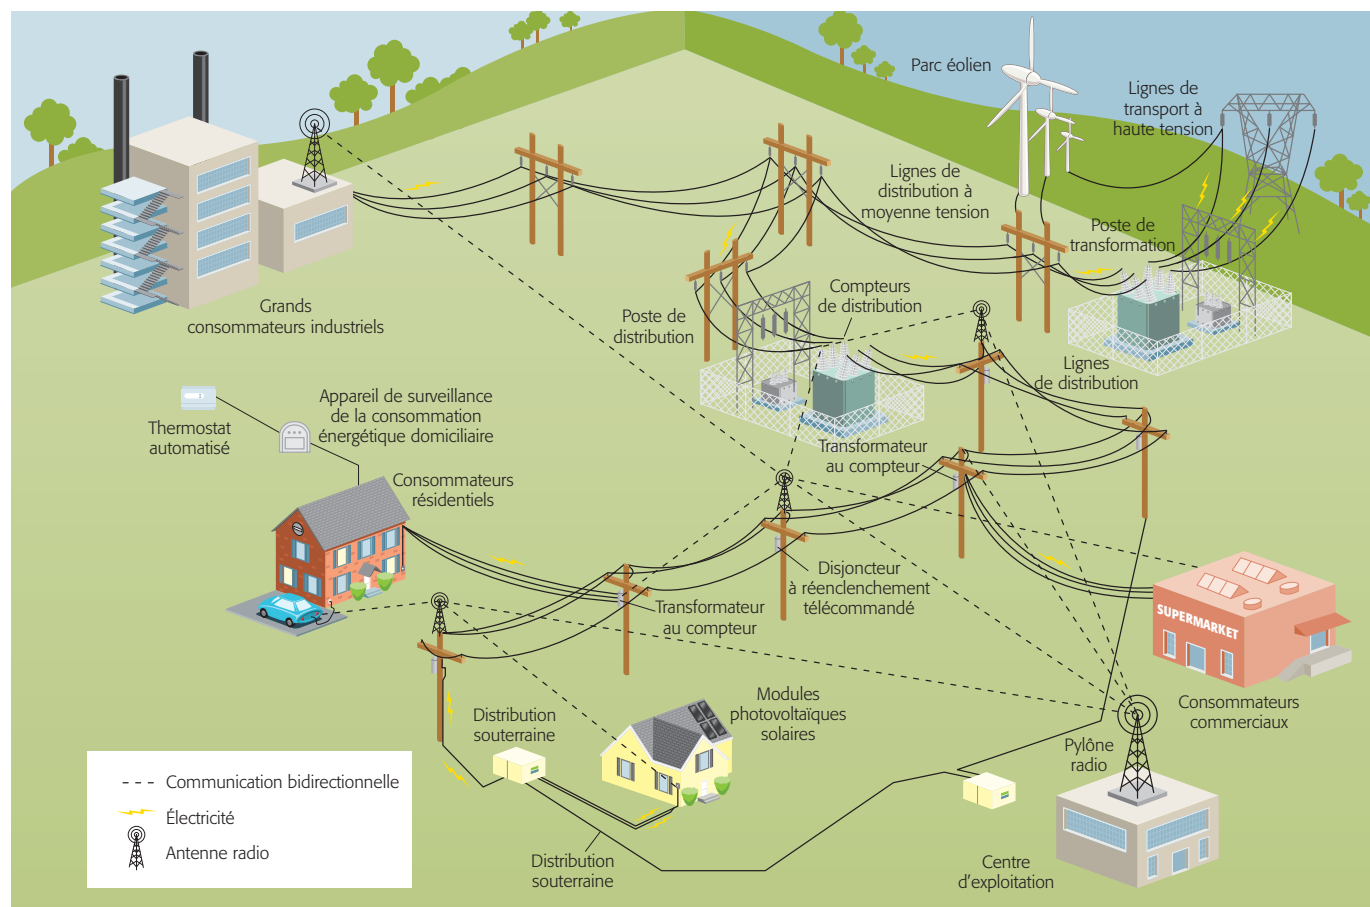 Parc éolien
Lignes de
transport à
haute tension
Lignes de
distribution à
moyenne tension
Poste de
transformation
Grands
consommateurs industriels
Poste de
distribution
Compteurs
de distribution
Lignes
de distribution
Thermostat
automatisé
Appareil de surveillance
de la consommation
énergétique domiciliaire
Consommateurs
résidentiels
Transformateur
au compteur
Disjoncteur
à réenclenchement
télécommandé
Transformateur
au compteur
SUPERMARKET
Consommateurs
commerciaux
Modules
photovoltaïques
solaires
Distribution
souterraine
Pylône
radio
Communication bidirectionnelle
Électricité
Antenne radio
Distribution
souterraine
Centre
d'exploitation